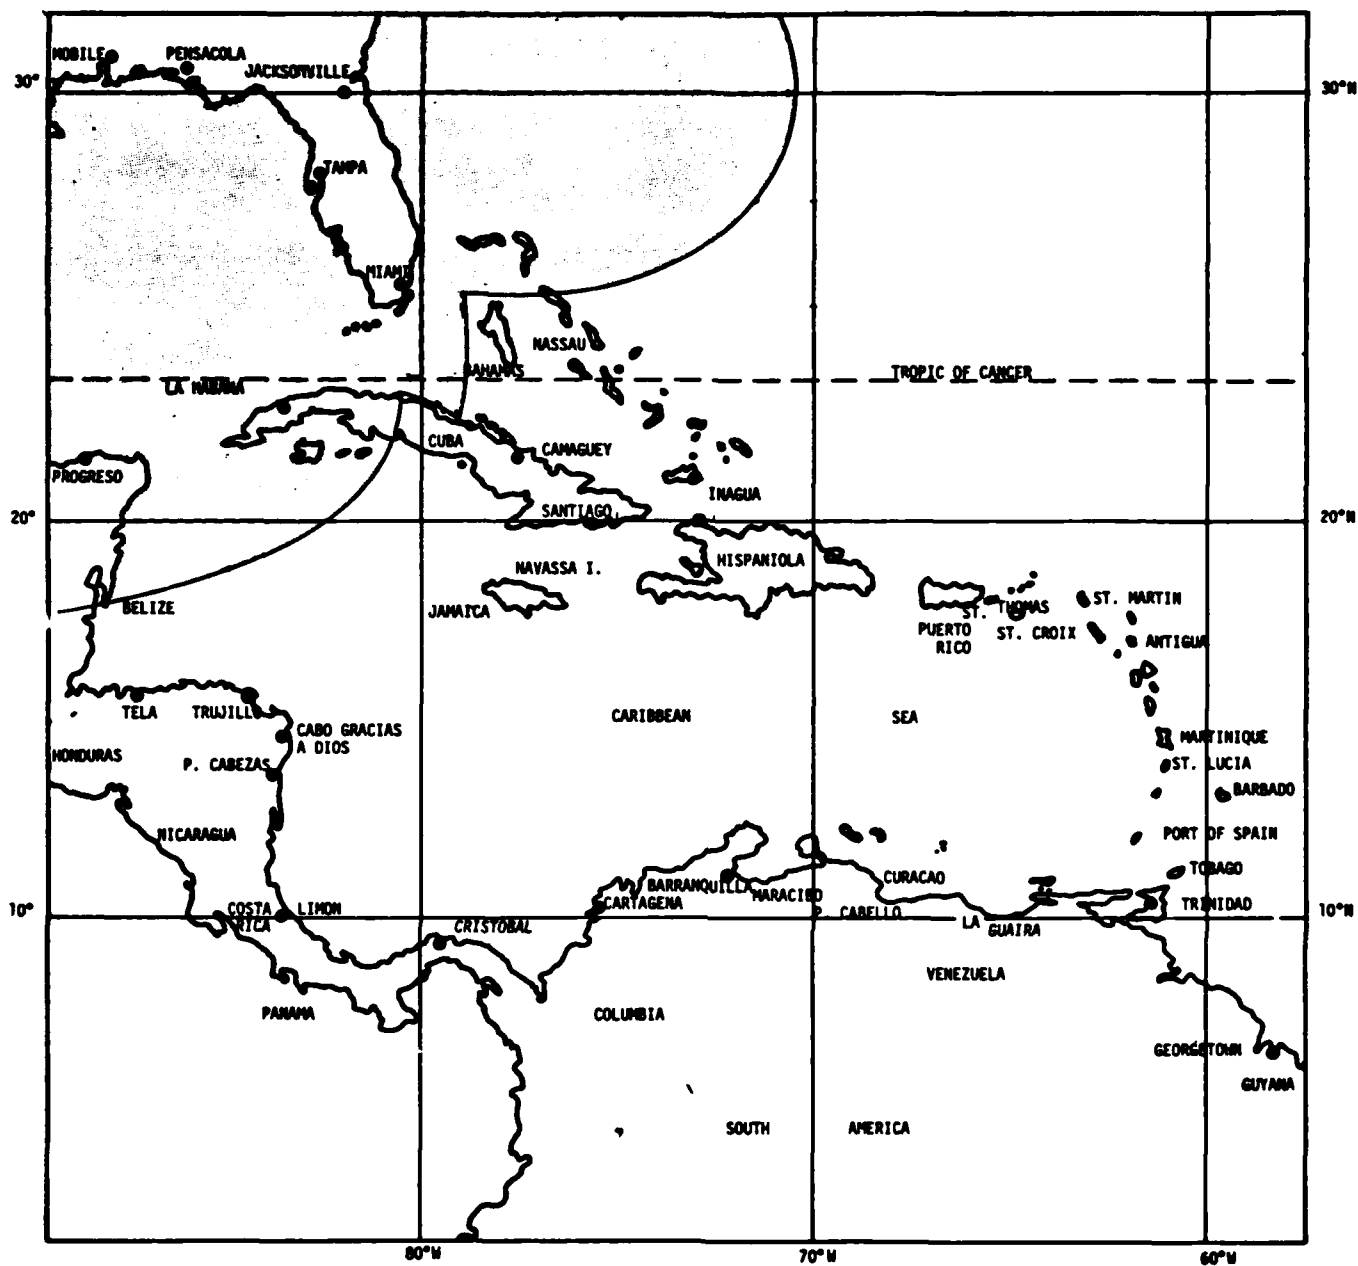 MOBILE
PENSACOLA
JACKSONVILLE
30°
30°N
TAMPA
MIAMI
NASSAU
BAHAMAS
TROPIC OF CANCER
LA HABANA
CUBA
CAMAGUEY
PROGRESO
INAGUA
SANTIAGO
20°
20°N
HISPANIOLA
NAVASSA I.
JAMAICA
BELIZE
ST. THOMAS
ST. MARTIN
PUERTO
RICO
ST. CROIX
ANTIGUA
TELA
TRUJILLO
CARIBBEAN
SEA
CABO GRACIAS
A DIOS
HONDURAS
P. CABEZAS
MARTINIQUE
ST. LUCIA
BARBADO
NICARAGUA
PORT OF SPAIN
TOBAGO
CURACAO
BARRANQUILLA
MARACIBO
CARTAGENA
TRINIDAD
10°
COSTA
RICA
LIMON
CABELLO
10°N
CRISTOBAL
LA GUAIRA
VENEZUELA
PANAMA
COLUMBIA
GEORGETOWN
GUYANA
SOUTH
AMERICA
80°W
70°W
60°W